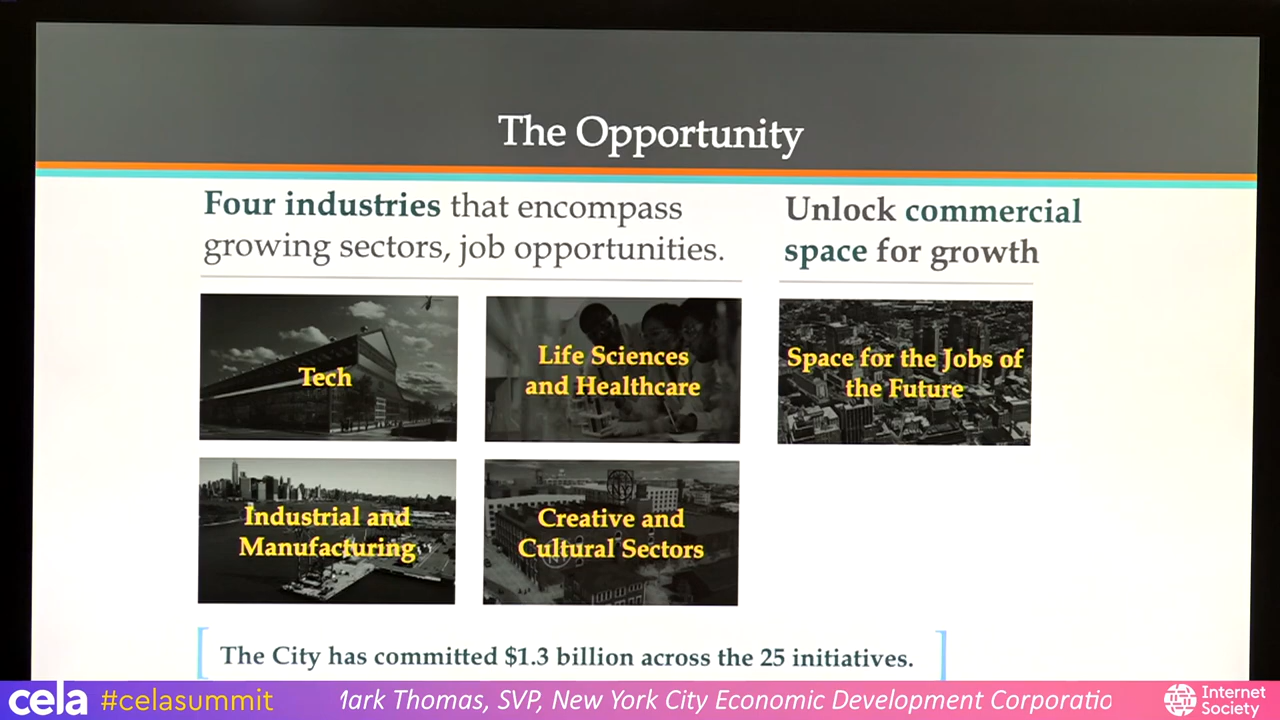 The Opportunity
Four industries that encompass
growing sectors, job opportunities.
Unlock commercial
space for growth
Tech
Life Sciences
and Healthcare
Space for the Jobs of
the Future
Industrial and
Manufacturing
Creative and
Cultural Sectors
The City has committed $1.3 billion across the 25 initiatives.
cela #celasummit
Thomas, SVP, New York City Economic Development
Internet
Society